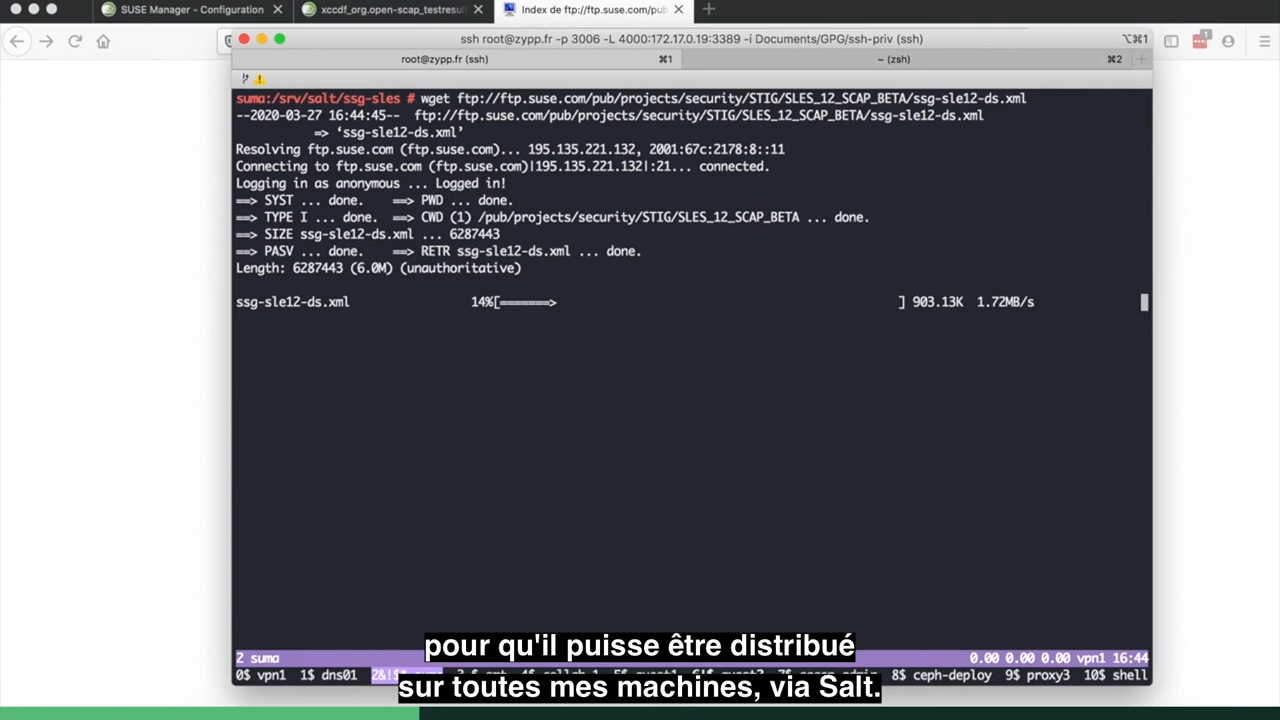 SUSE Manager - Configuration
xccdf_org.open-scap_testresul
Index de ftp://ftp.suse.com/pub
ssh root@zypp.fr -p 3006 -L 4000:172.17.0.19:3389 -i Documents/GPG/ssh-priv (ssh)
⌥⌘1
root@zypp.fr (ssh)
⌘1
~ (zsh)
⌘2
1
suma:/srv/salt/ssg-sles # wget ftp://ftp.suse.com/pub/projects/security/STIG/SLES_12_SCAP_BETA/ssg-sle12-ds.xml
--2020-03-27 16:44:45-- ftp://ftp.suse.com/pub/projects/security/STIG/SLES_12_SCAP_BETA/ssg-sle12-ds.xml
=> ‘ssg-sle12-ds.xml’
Resolving ftp.suse.com (ftp.suse.com)... 195.135.221.132, 2001:67c:2178:8::11
Connecting to ftp.suse.com (ftp.suse.com)|195.135.221.132|:21... connected.
Logging in as anonymous ... Logged in!
==> SYST ... done.    ==> PWD ... done.
==> TYPE I ... done.  ==> CWD (1) /pub/projects/security/STIG/SLES_12_SCAP_BETA ... done.
==> SIZE ssg-sle12-ds.xml ... 6287443
==> PASV ... done.    ==> RETR ssg-sle12-ds.xml ... done.
Length: 6287443 (6.0M) (unauthoritative)
ssg-sle12-ds.xml 14%[=======> ] 903.13K 1.72MB/s
pour qu'il puisse être distribué
2 suma 0.00 0.00 0.00 16:44
0$ vpn1 1$ dns01 2&!$* 8$ ceph-deploy 9$ proxy3 10$ shell
sur toutes mes machines, via Salt.